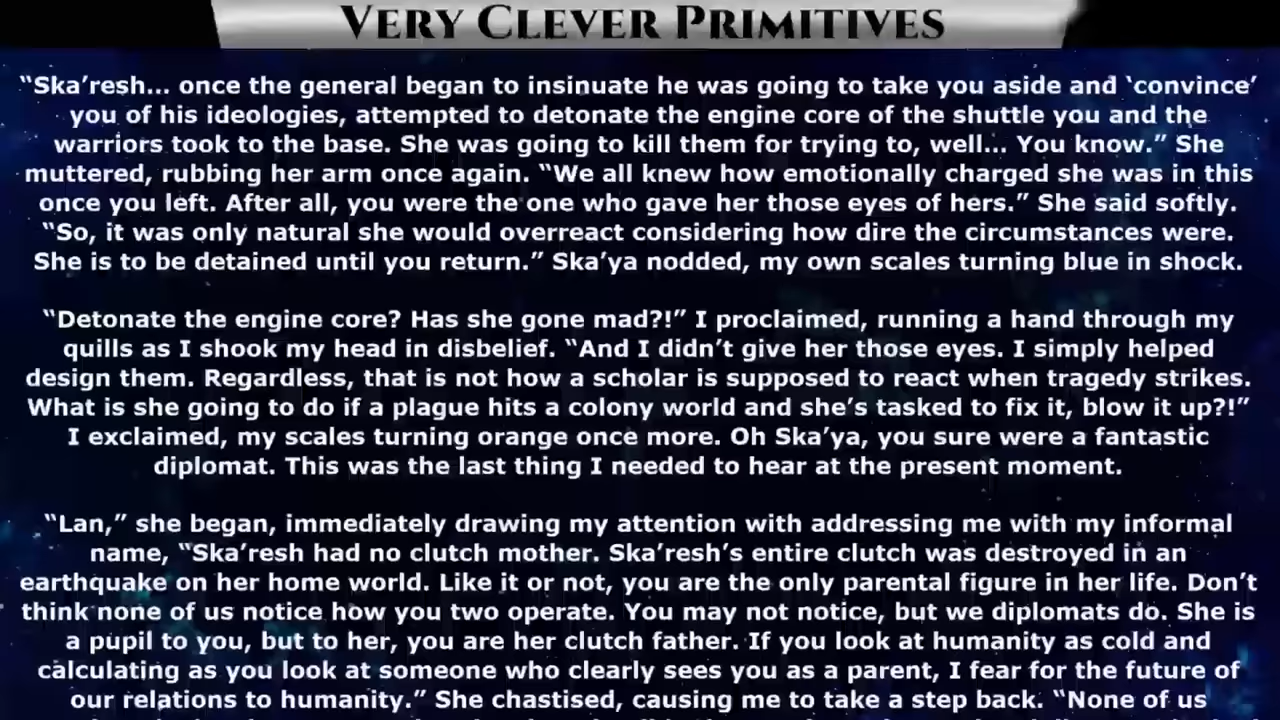 VERY CLEVER PRIMITIVES
“Ska’resh... once the general began to insinuate he was going to take you aside and ‘convince’
you of his ideologies, attempted to detonate the engine core of the shuttle you and the
warriors took to the base. She was going to kill them for trying to, well... You know.” She
muttered, rubbing her arm once again. “We all knew how emotionally charged she was in this
once you left. After all, you were the one who gave her those eyes of hers.” She said softly.
“So, it was only natural she would overreact considering how dire the circumstances were.
She is to be detained until you return.” Ska’ya nodded, my own scales turning blue in shock.
“Detonate the engine core? Has she gone mad?!” I proclaimed, running a hand through my
quills as I shook my head in disbelief. “And I didn’t give her those eyes. I simply helped
design them. Regardless, that is not how a scholar is supposed to react when tragedy strikes.
What is she going to do if a plague hits a colony world and she’s tasked to fix it, blow it up?!”
I exclaimed, my scales turning orange once more. Oh Ska’ya, you sure were a fantastic
diplomat. This was the last thing I needed to hear at the present moment.
“Lan,” she began, immediately drawing my attention with addressing me with my informal
name, “Ska’resh had no clutch mother. Ska’resh’s entire clutch was destroyed in an
earthquake on her home world. Like it or not, you are the only parental figure in her life. Don’t
think none of us notice how you two operate. You may not notice, but we diplomats do. She is
a pupil to you, but to her, you are her clutch father. If you look at humanity as cold and
calculating as you look at someone who clearly sees you as a parent, I fear for the future of
our relations to humanity.” She chastised, causing me to take a step back. “None of us